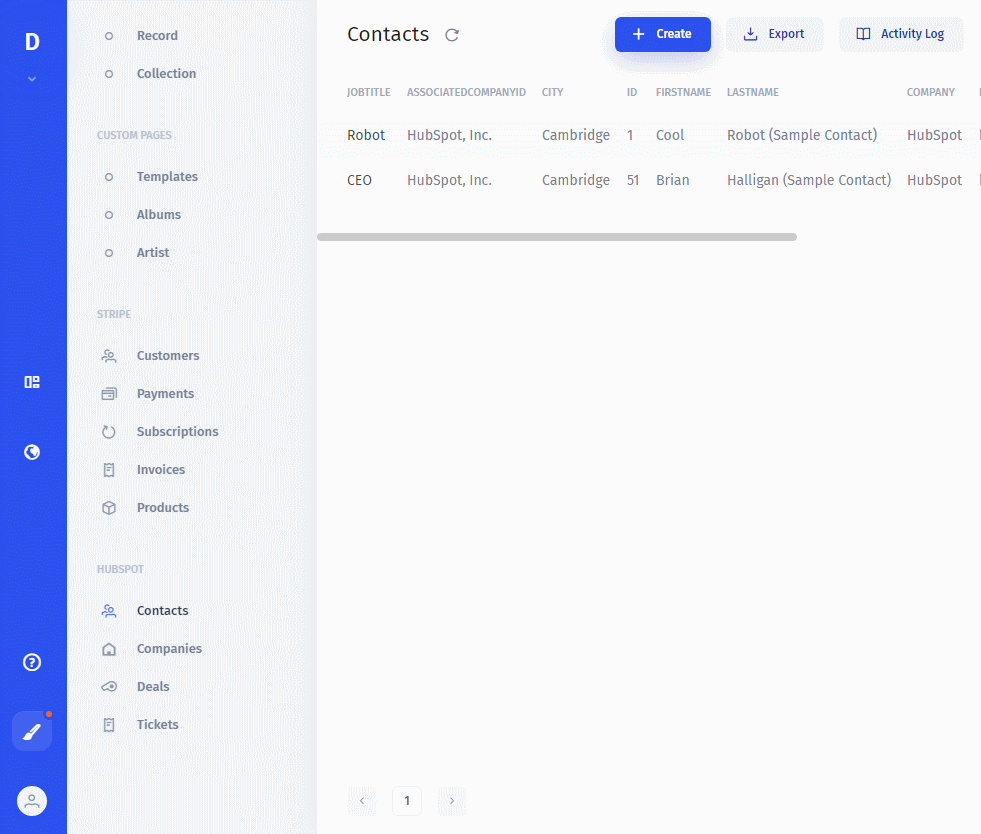 D
Record
Collection
CUSTOM PAGES
Templates
Albums
Artist
STRIPE
Customers
Payments
Subscriptions
Invoices
Products
HUBSPOT
Contacts
Companies
Deals
Tickets
?
Contacts
Create
Export
Activity Log
JOBTITLE ASSOCIATEDCOMPANYID CITY ID FIRSTNAME LASTNAME COMPANY
Robot HubSpot, Inc. Cambridge 1 Cool Robot (Sample Contact) HubSpot
CEO HubSpot, Inc. Cambridge 51 Brian Halligan (Sample Contact) HubSpot
1